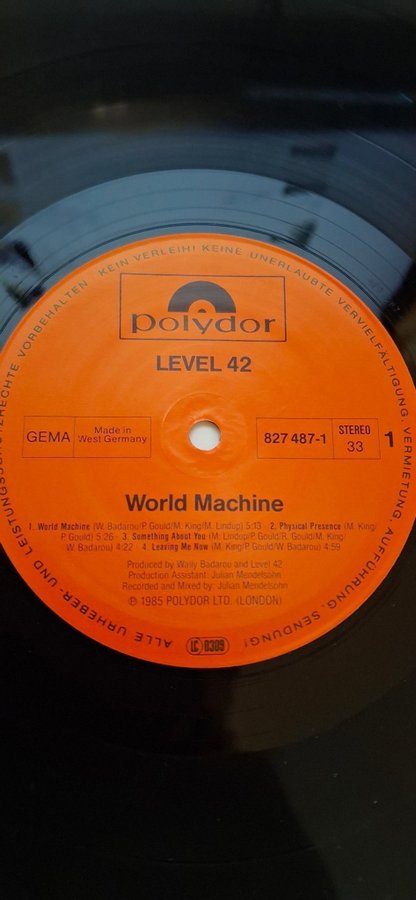 ALLE URHEBER- UND LEISTUNGSSCHUTZRECHTE VORBEHALTEN · KEIN VERLEIH! KEINE UNERLAUBTE VERVIELFÄLTIGUNG, VERMIETUNG, AUFFÜHRUNG, SENDUNG!
polydor
LEVEL 42
GEMA
Made in
West Germany
827 487-1
STEREO
33
1
World Machine
1. World Machine (W. Badarou/P. Gould/M. King/M. Lindup) 5:13 · 2. Physical Presence (M. King/
P. Gould) 5:26 · 3. Something About You (M. Lindup/P. Gould/B. Gould/M. King/
W. Badarou) 4:22 · 4. Leaving Me Now (M. King/P. Gould/W. Badarou) 4:59
Produced by Wally Badarou and Level 42
Production Assistant: Julian Mendelsohn
Recorded and Mixed by: Julian Mendelsohn
℗ 1985 POLYDOR LTD. (LONDON)
LC 0309